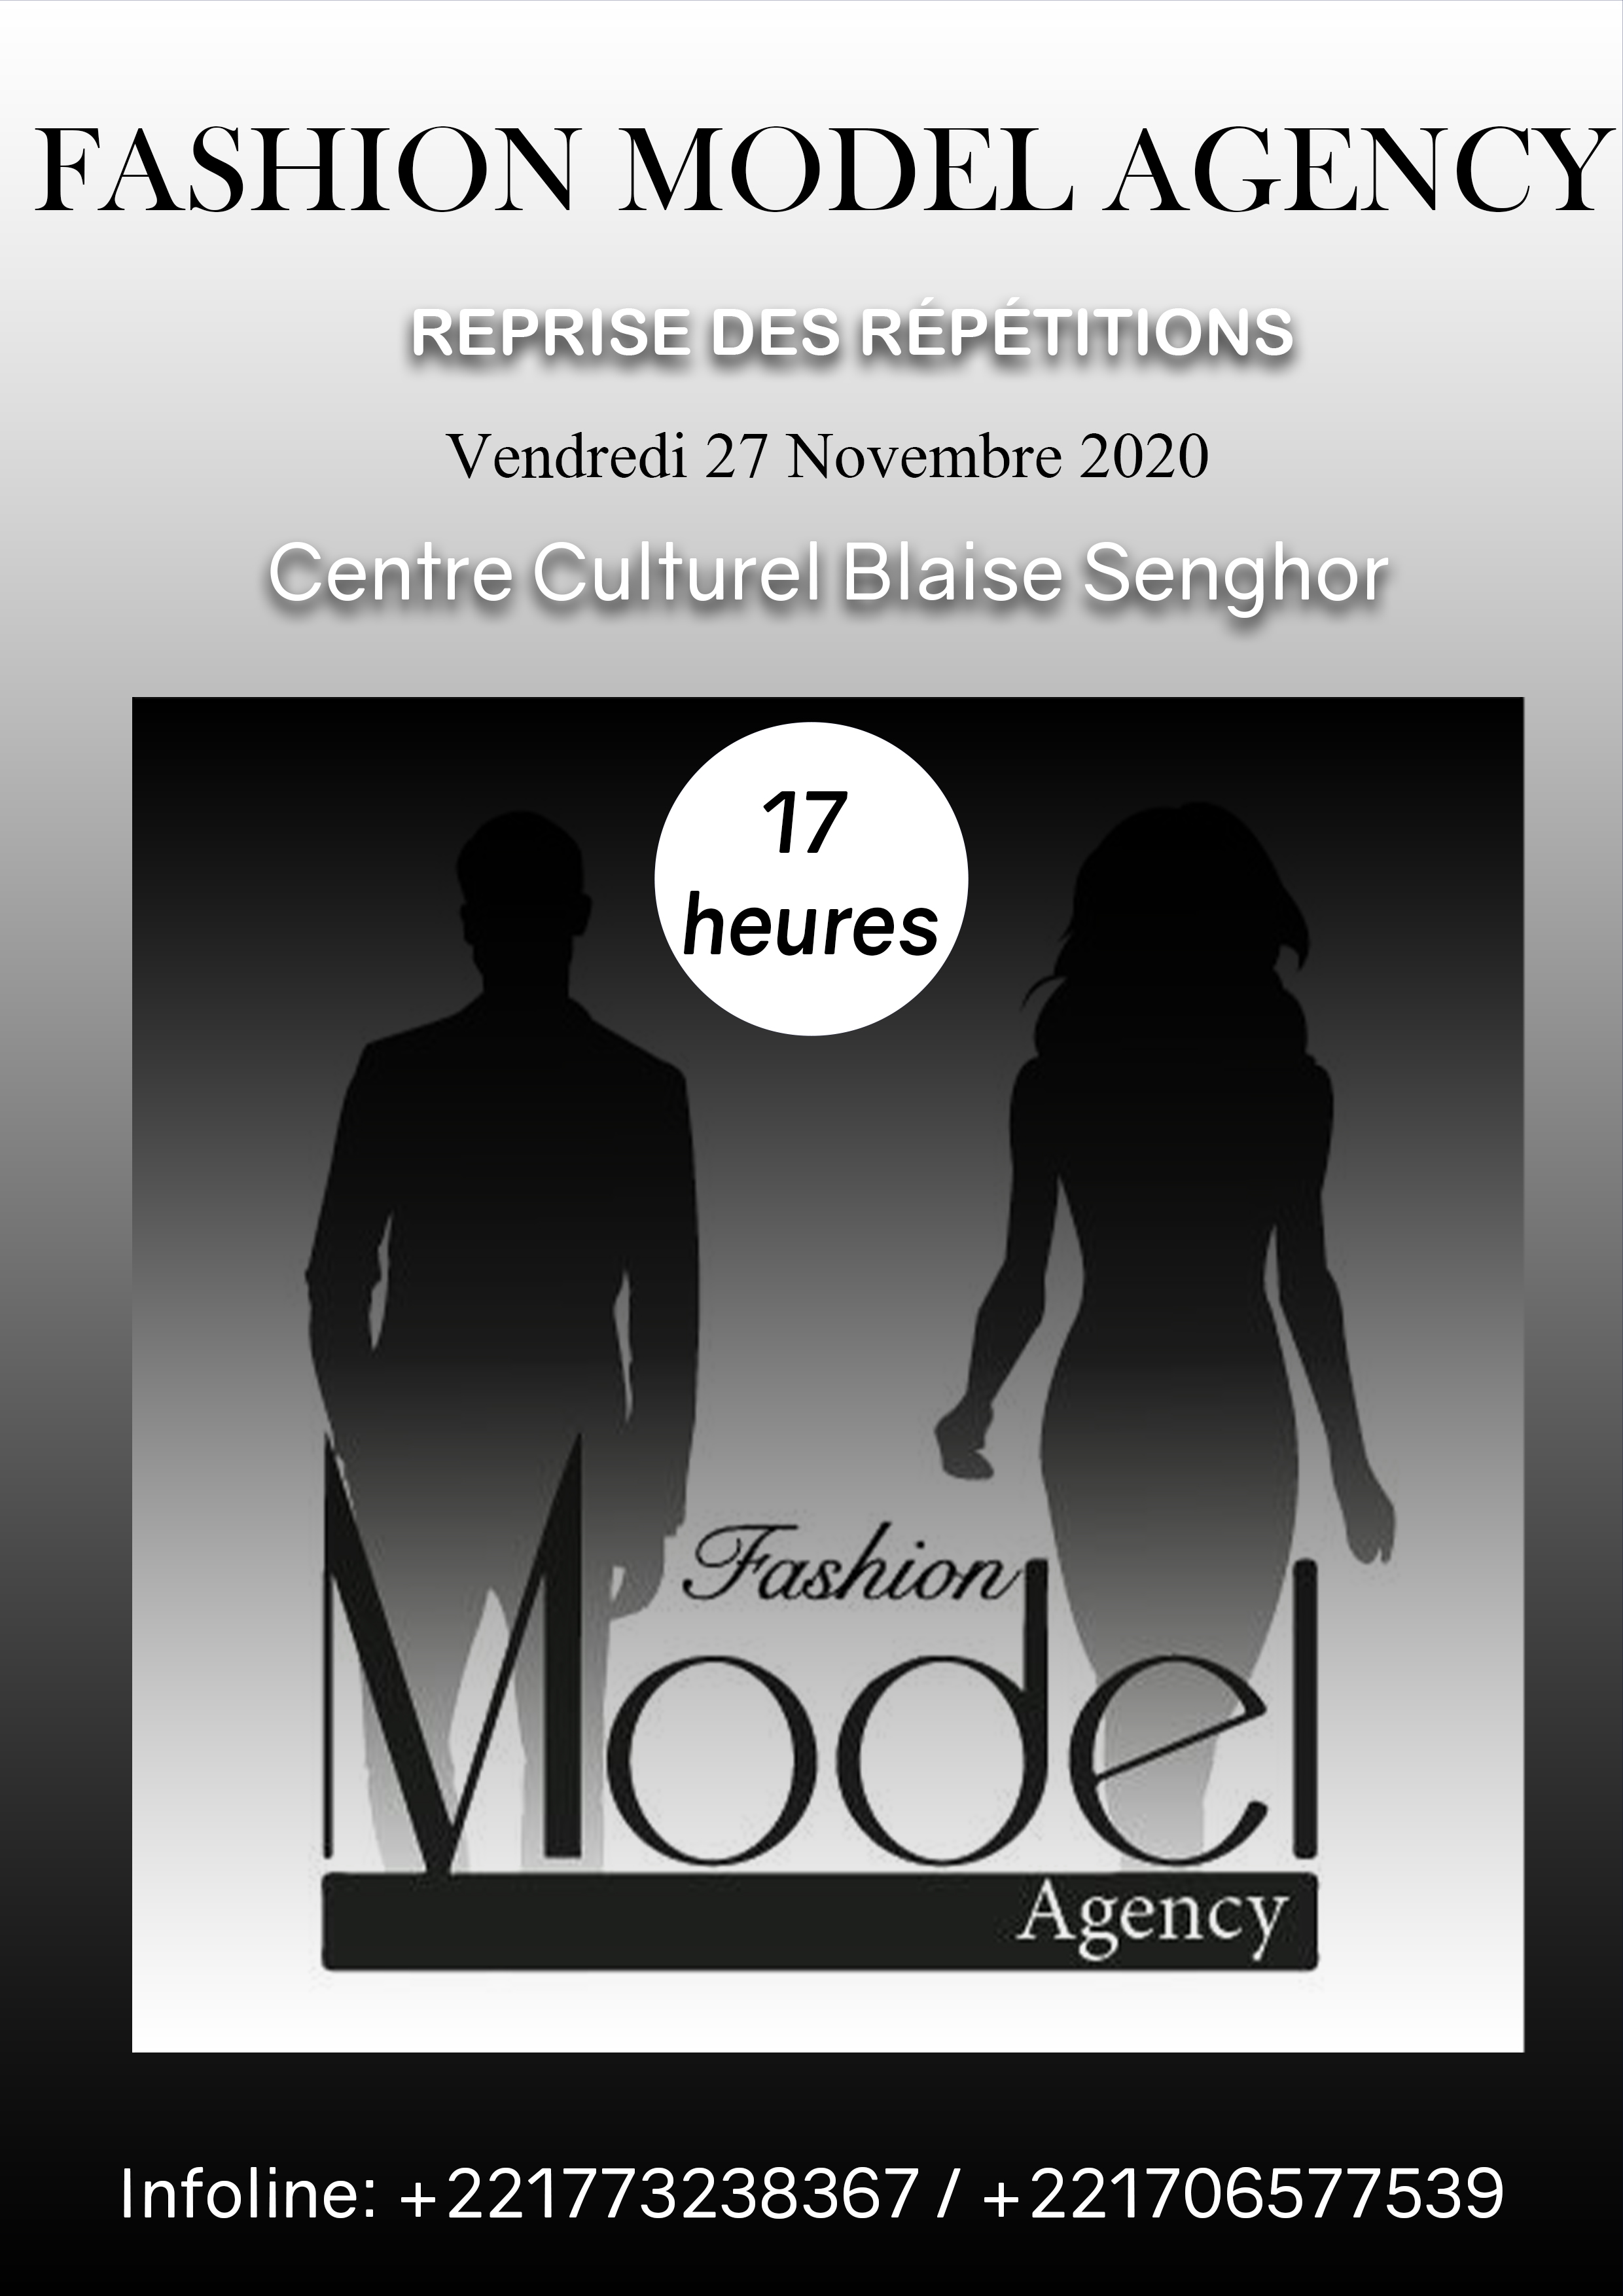 FASHION MODEL AGENCY
REPRISE DES RÉPÉTITIONS
Vendredi 27 Novembre 2020
Centre Culturel Blaise Senghor
17
heures
Fashion
Model
Agency
Infoline: +221773238367 / +221706577539